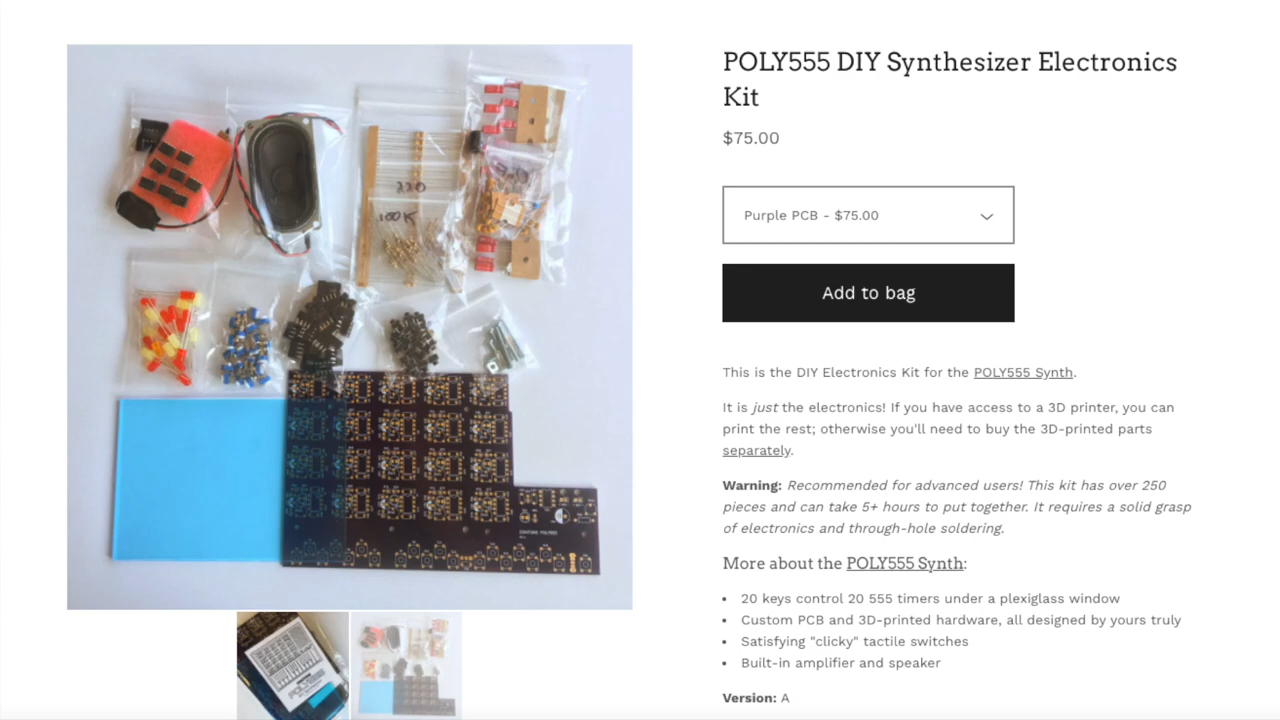 POLY555 DIY Synthesizer Electronics
Kit
$75.00
Purple PCB - $75.00
Add to bag
This is the DIY Electronics Kit for the POLY555 Synth.
It is just the electronics! If you have access to a 3D printer, you can
print the rest; otherwise you'll need to buy the 3D-printed parts
separately.
Warning: Recommended for advanced users! This kit has over 250
pieces and can take 5+ hours to put together. It requires a solid grasp
of electronics and through-hole soldering.
More about the POLY555 Synth:
• 20 keys control 20 555 timers under a plexiglass window
• Custom PCB and 3D-printed hardware, all designed by yours truly
• Satisfying "clicky" tactile switches
• Built-in amplifier and speaker
Version: A
220
100K